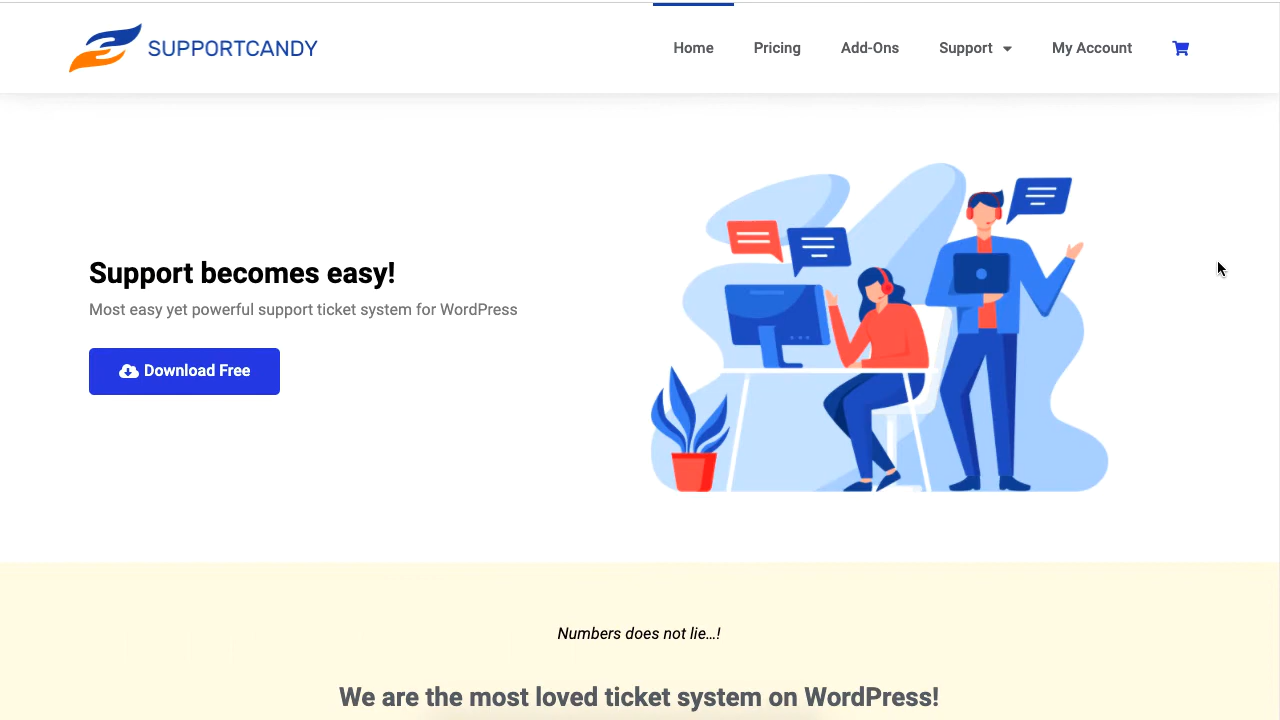 SUPPORTCANDY
Home Pricing Add-Ons Support My Account
Support becomes easy!
Most easy yet powerful support ticket system for WordPress
Download Free
Numbers does not lie...!
We are the most loved ticket system on WordPress!